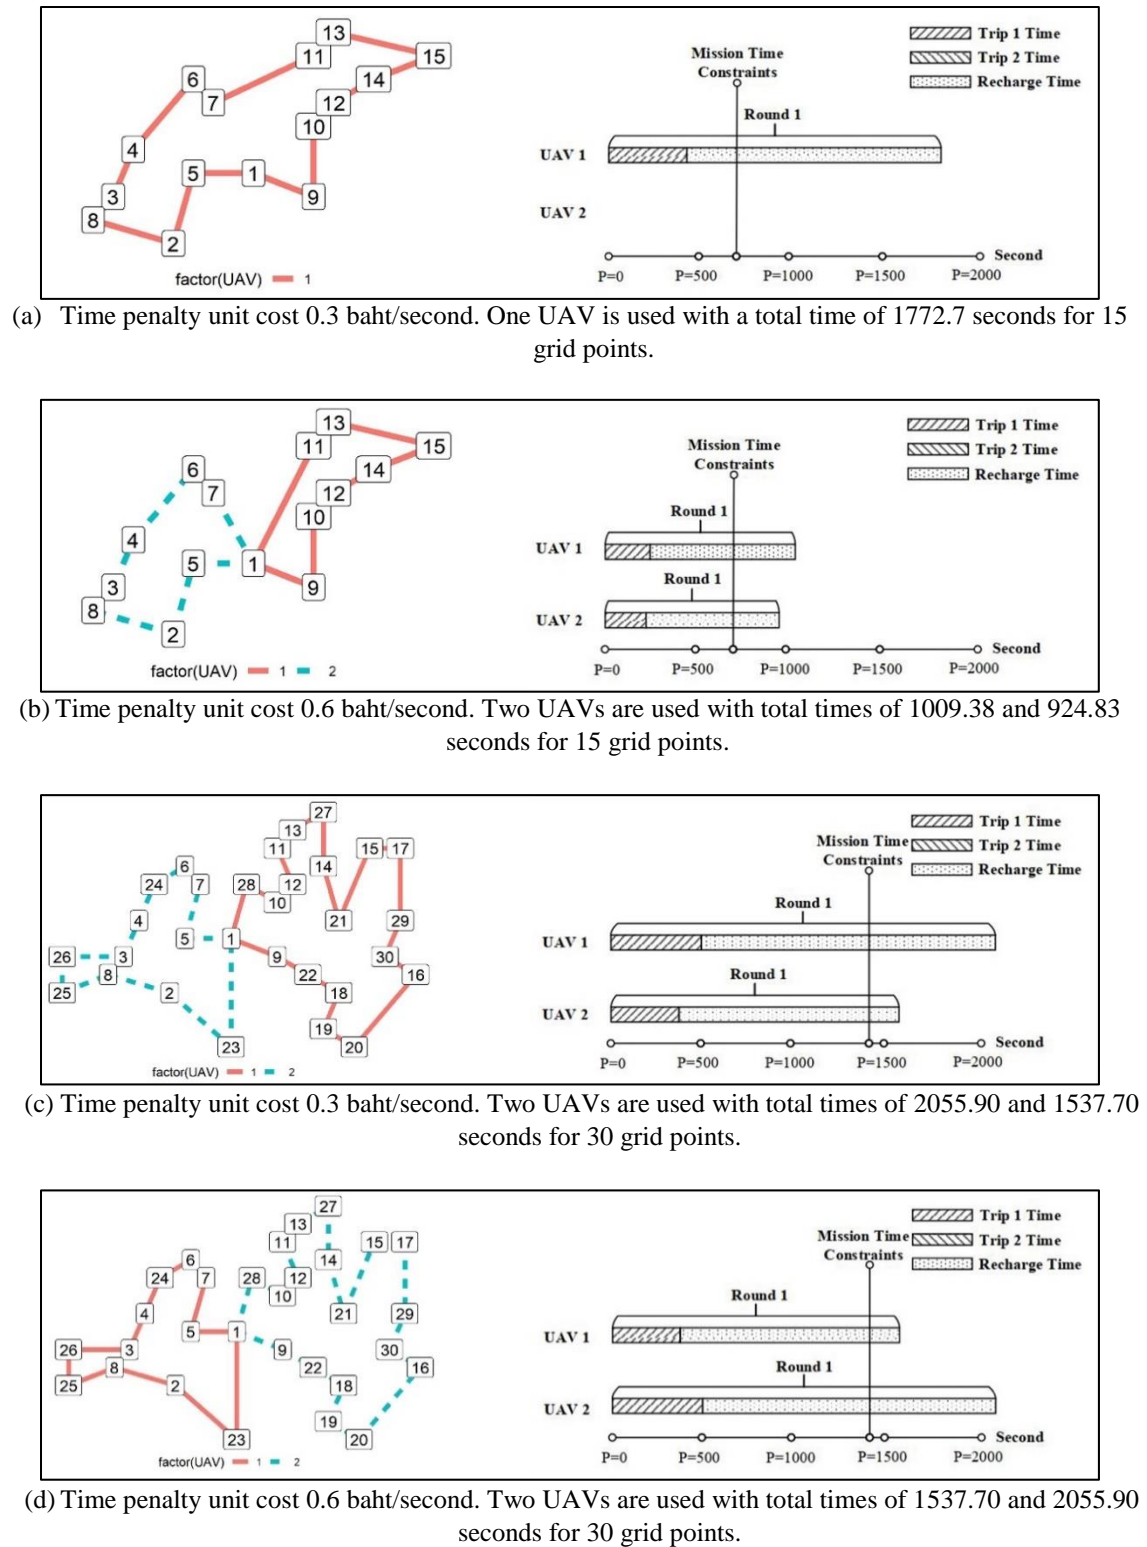 13
15
11
6
14
7
12
10
4
5
1
3
9
8
2
factor(UAV) 1
Trip 1 Time
Trip 2 Time
Recharge Time
Mission Time
Constraints
Round 1
UAV 1
UAV 2
Second
P=0 P=500 P=1000 P=1500 P=2000
(a) Time penalty unit cost 0.3 baht/second. One UAV is used with a total time of 1772.7 seconds for 15
grid points.
13
11
15
6
14
7
12
10
4
5
1
3
9
8
2
factor(UAV) 1 2
Trip 1 Time
Trip 2 Time
Recharge Time
Mission Time
Constraints
Round 1
UAV 1
Round 1
UAV 2
Second
P=0 P=500 P=1000 P=1500 P=2000
(b) Time penalty unit cost 0.6 baht/second. Two UAVs are used with total times of 1009.38 and 924.83
seconds for 15 grid points.
27
13
11
15 17
6
14
24 7
28 12
10
4
21 29
5 1
26 3
9
30
8
22
16
25 2
18
19
23
20
factor(UAV) 1 2
Trip 1 Time
Trip 2 Time
Recharge Time
Mission Time
Constraints
Round 1
UAV 1
Round 1
UAV 2
Second
P=0 P=500 P=1000 P=1500 P=2000
(c) Time penalty unit cost 0.3 baht/second. Two UAVs are used with total times of 2055.90 and 1537.70
seconds for 30 grid points.
27
13
11
15 17
6
14
24 7
28 12
10
4
21 29
5 1
26 3
9
30
8
22
16
25 2
18
19
23
20
factor(UAV) 1 2
Trip 1 Time
Trip 2 Time
Recharge Time
Mission Time
Constraints
Round 1
UAV 1
Round 1
UAV 2
Second
P=0 P=500 P=1000 P=1500 P=2000
(d) Time penalty unit cost 0.6 baht/second. Two UAVs are used with total times of 1537.70 and 2055.90
seconds for 30 grid points.